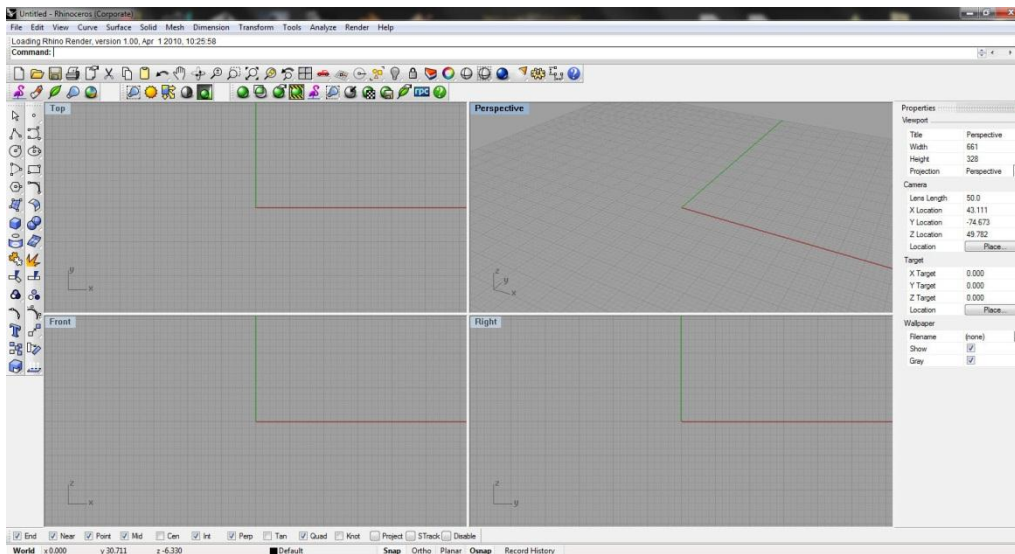 Untitled - Rhinoceros (Corporate)
File Edit View Curve Surface Solid Mesh Dimension Transform Tools Analyze Render Help
Loading Rhino Render, version 1.00, Apr 1 2010, 10:25:58
Command:
rpc
Top
y
x
Perspective
z
y
x
Front
z
x
Right
z
y
Properties
Viewport
Title Perspective
Width 661
Height 328
Projection Perspective
Camera
Lens Length 50.0
X Location 43.111
Y Location -74.673
Z Location 49.782
Location Place...
Target
X Target 0.000
Y Target 0.000
Z Target 0.000
Location Place...
Wallpaper
Filename (none)
Show
Gray
End Near Point Mid Cen Int Perp Tan Quad Knot Project STrack Disable
World x 0.000 y 30.711 z -6.330 Default Snap Ortho Planar Osnap Record History